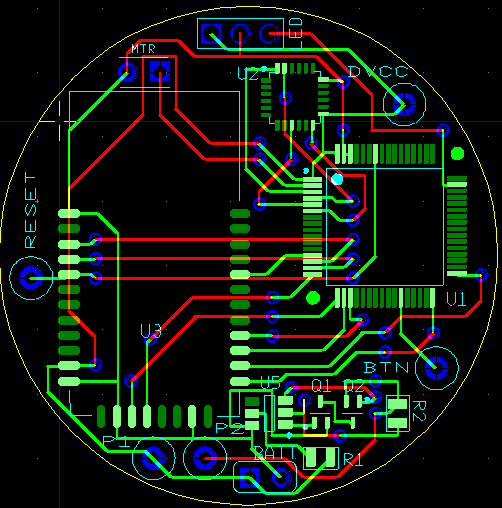 LED
MTR
U2
DVCC
RESET
U1
U3
BTN
U5
Q1
Q2
R2
P1
P2
BATT
R1